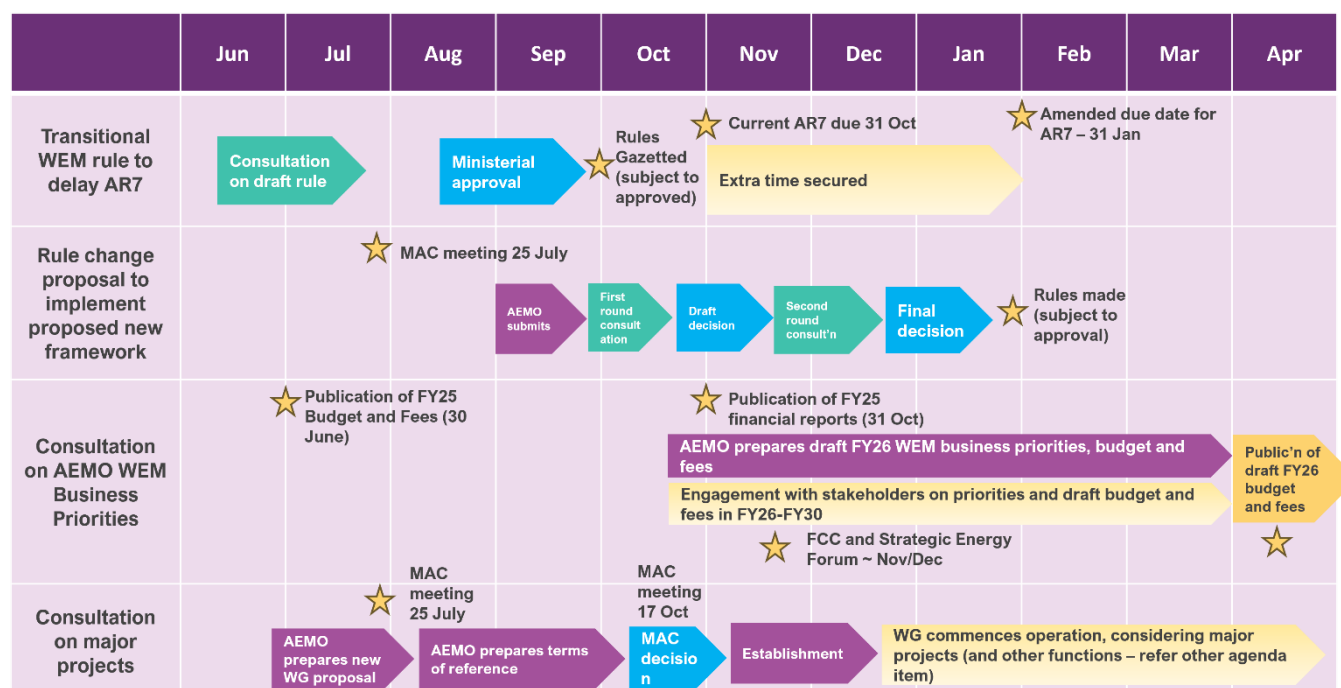 Jun Jul Aug Sep Oct Nov Dec Jan Feb Mar Apr
Transitional
WEM rule to
delay AR7
Consultation
on draft rule
Ministerial
approval
Rules
Gazetted
(subject to
approved)
Current AR7 due 31 Oct
Extra time secured
Amended due date for
AR7 – 31 Jan
Rule change
proposal to
implement
proposed new
framework
MAC meeting 25 July
AEMO
submits
First
round
consult
ation
Draft
decision
Second
round
consult'n
Final
decision
Rules made
(subject to
approval)
Consultation
on AEMO WEM
Business
Priorities
Publication of FY25
Budget and Fees (30
June)
Publication of FY25
financial reports (31 Oct)
AEMO prepares draft FY26 WEM business priorities, budget and
fees
Engagement with stakeholders on priorities and draft budget and
fees in FY26-FY30
FCC and Strategic Energy
Forum ~ Nov/Dec
Public'n of
draft FY26
budget
and fees
Consultation
on major
projects
MAC
meeting
25 July
AEMO
prepares new
WG proposal
AEMO prepares terms
of reference
MAC
meeting
17 Oct
MAC
decisio
n
Establishment
WG commences operation, considering major
projects (and other functions – refer other agenda
item)